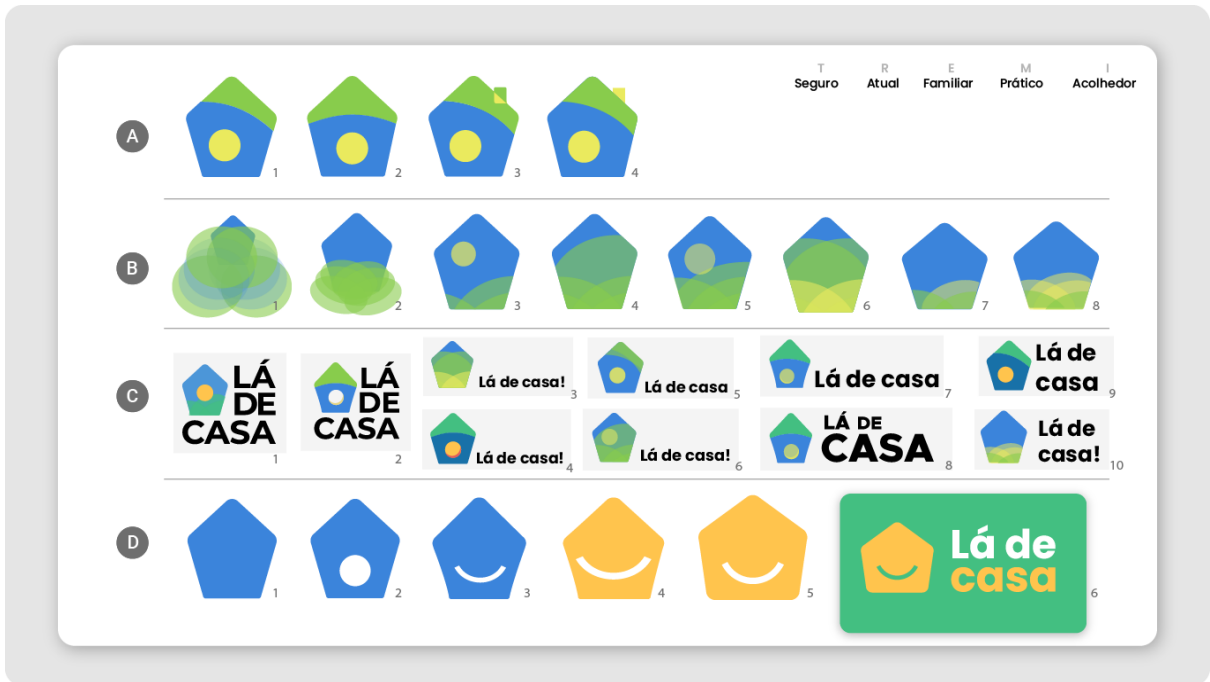 T R E M I
Seguro Atual Familiar Prático Acolhedor
A
1 2 3 4
B
1 2 3 4 5 6 7 8
C
LÁ
DE
CASA
1
LÁ
DE
CASA
2
Lá de casa!
3
Lá de casa!
4
Lá de casa
5
Lá de casa!
6
Lá de casa
7
LÁ DE
CASA
8
Lá de
casa
9
Lá de
casa!
10
D
1 2 3 4 5
Lá de
casa
6